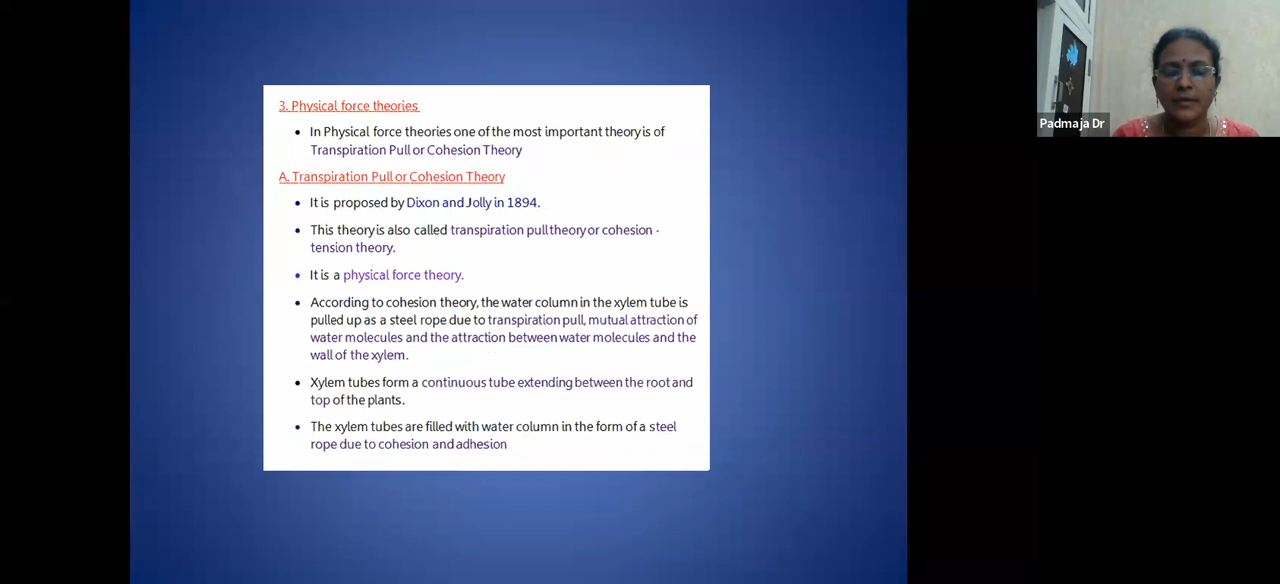 3. Physical force theories
• In Physical force theories one of the most important theory is of
Transpiration Pull or Cohesion Theory
A. Transpiration Pull or Cohesion Theory
• It is proposed by Dixon and Jolly in 1894.
• This theory is also called transpiration pull theory or cohesion -
tension theory.
• It is a physical force theory.
• According to cohesion theory, the water column in the xylem tube is
pulled up as a steel rope due to transpiration pull, mutual attraction of
water molecules and the attraction between water molecules and the
wall of the xylem.
• Xylem tubes form a continuous tube extending between the root and
top of the plants.
• The xylem tubes are filled with water column in the form of a steel
rope due to cohesion and adhesion
Padmaja Dr